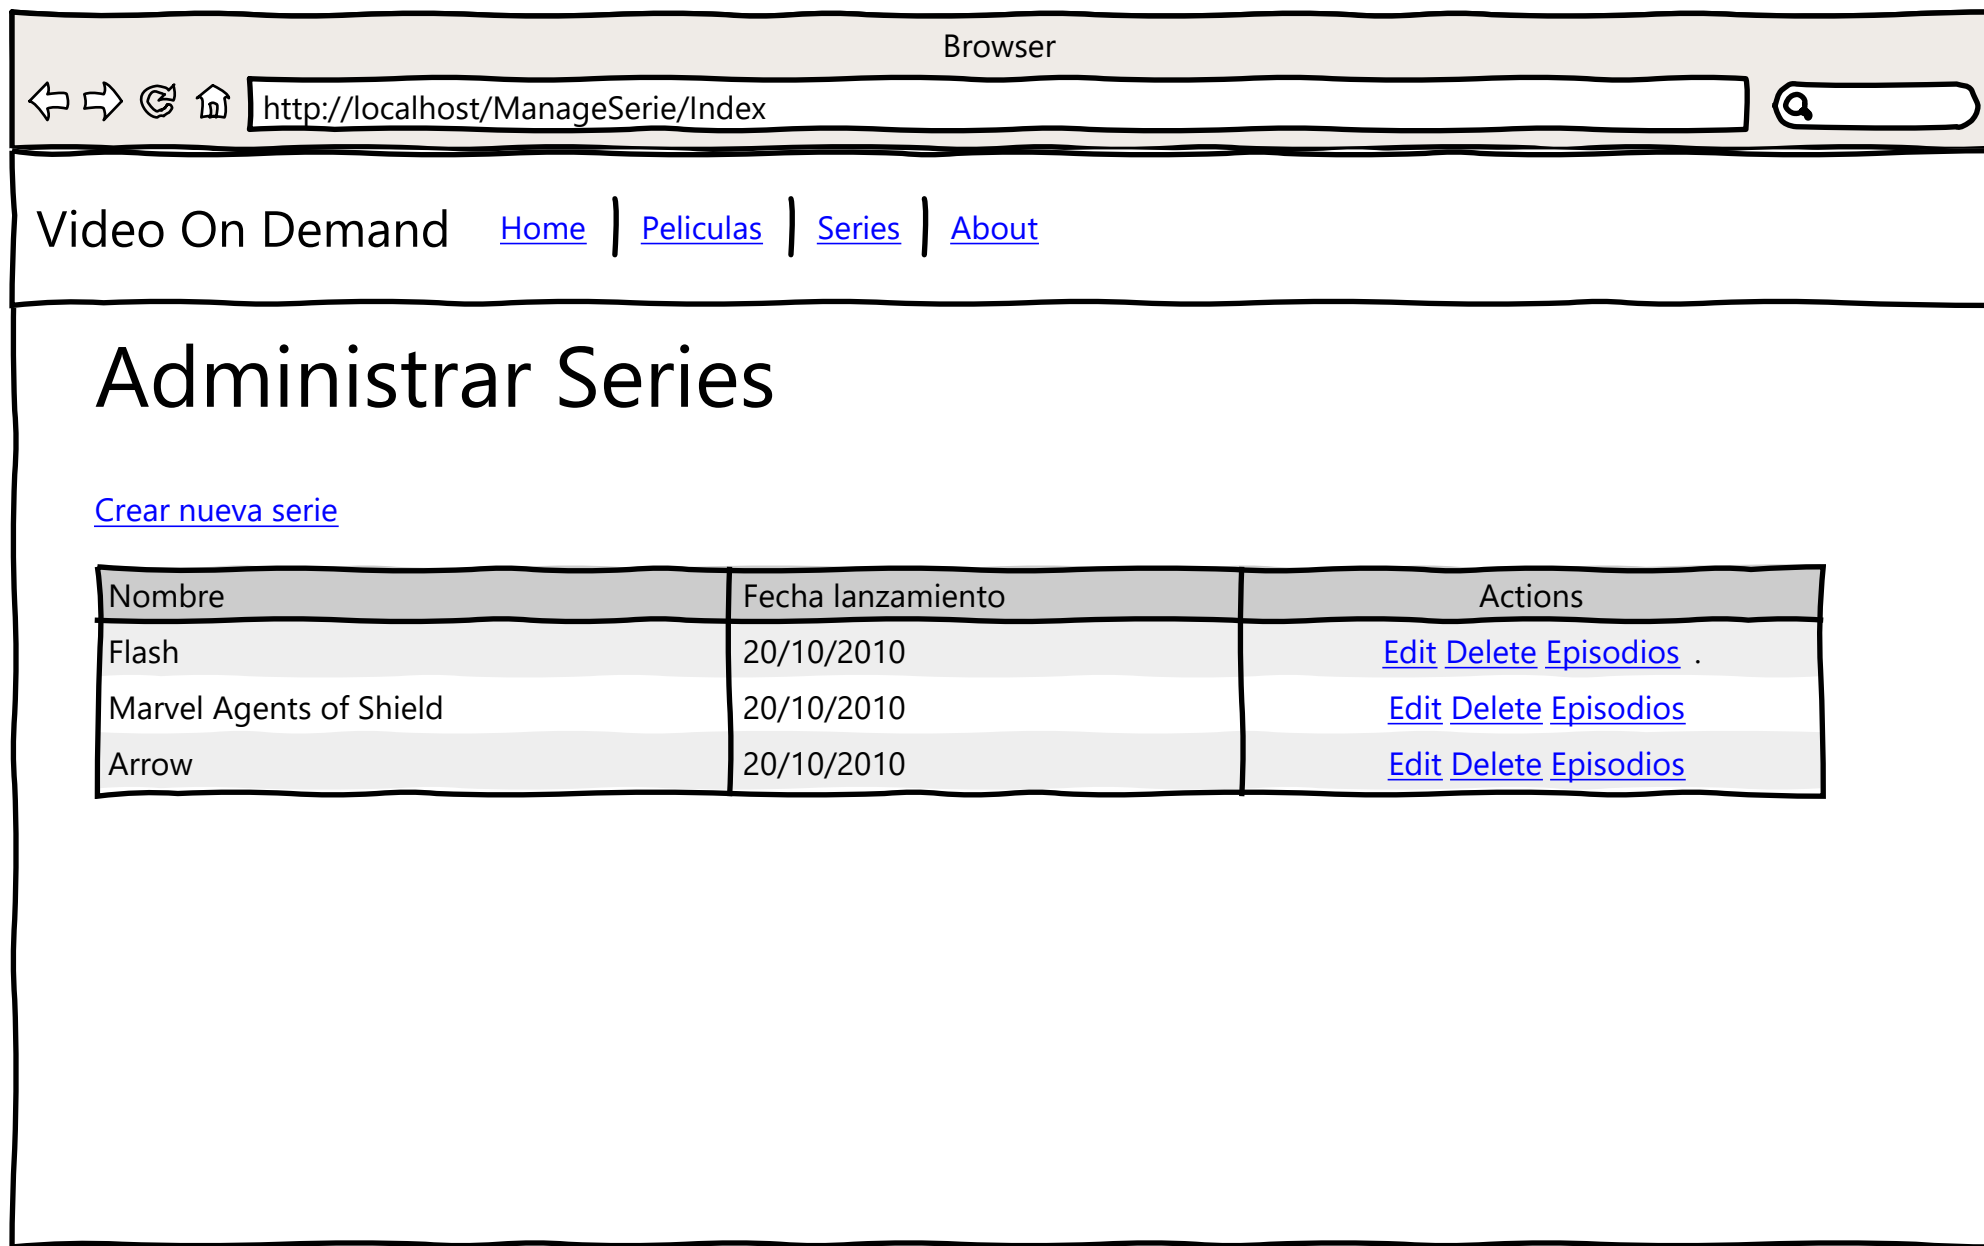 Browser
http://localhost/ManageSerie/Index
Video On Demand Home Peliculas Series About
Administrar Series
Crear nueva serie
Nombre Fecha lanzamiento Actions
Flash 20/10/2010 Edit Delete Episodios .
Marvel Agents of Shield 20/10/2010 Edit Delete Episodios
Arrow 20/10/2010 Edit Delete Episodios